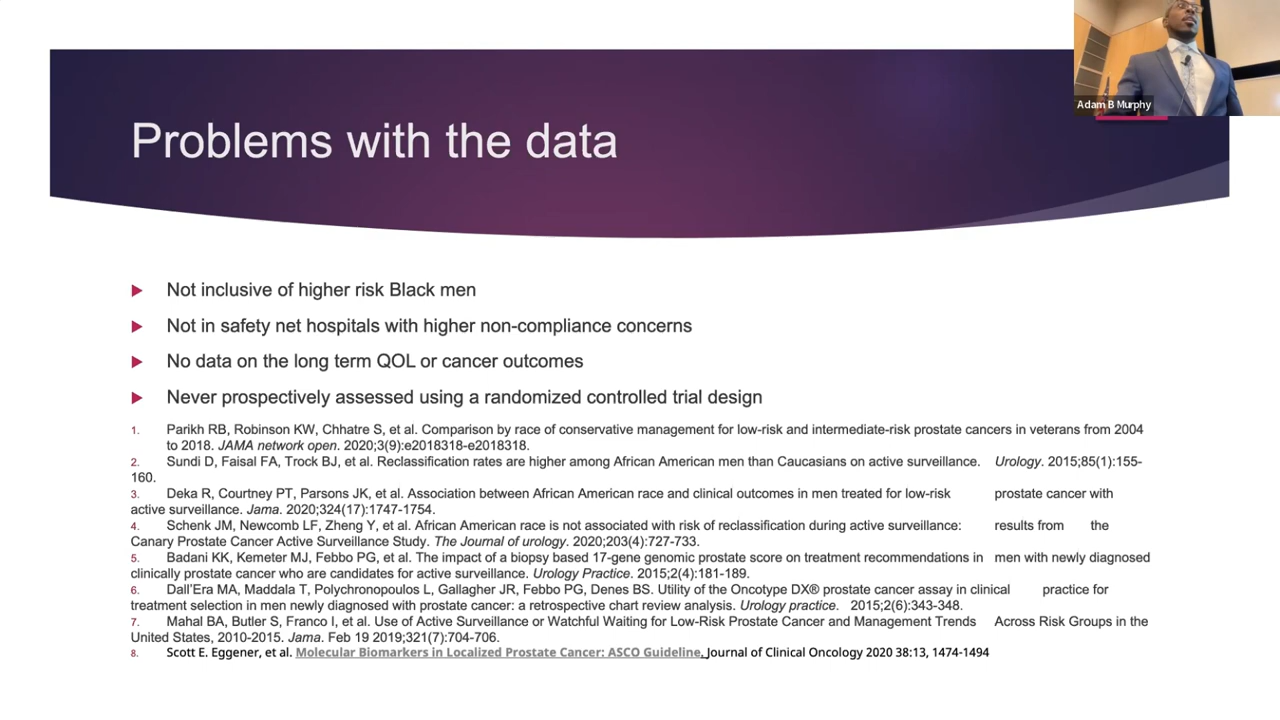 Adam B Murphy
Problems with the data
Not inclusive of higher risk Black men
Not in safety net hospitals with higher non-compliance concerns
No data on the long term QOL or cancer outcomes
Never prospectively assessed using a randomized controlled trial design
1. Parikh RB, Robinson KW, Chhatre S, et al. Comparison by race of conservative management for low-risk and intermediate-risk prostate cancers in veterans from 2004
to 2018. JAMA network open. 2020;3(9):e2018318-e2018318.
2. Sundi D, Faisal FA, Trock BJ, et al. Reclassification rates are higher among African American men than Caucasians on active surveillance. Urology. 2015;85(1):155-
160.
3. Deka R, Courtney PT, Parsons JK, et al. Association between African American race and clinical outcomes in men treated for low-risk prostate cancer with
active surveillance. Jama. 2020;324(17):1747-1754.
4. Schenk JM, Newcomb LF, Zheng Y, et al. African American race is not associated with risk of reclassification during active surveillance: results from the
Canary Prostate Cancer Active Surveillance Study. The Journal of urology. 2020;203(4):727-733.
5. Badani KK, Kemeter MJ, Febbo PG, et al. The impact of a biopsy based 17-gene genomic prostate score on treatment recommendations in men with newly diagnosed
clinically prostate cancer who are candidates for active surveillance. Urology Practice. 2015;2(4):181-189.
6. Dall'Era MA, Maddala T, Polychronopoulos L, Gallagher JR, Febbo PG, Denes BS. Utility of the Oncotype DX® prostate cancer assay in clinical practice for
treatment selection in men newly diagnosed with prostate cancer: a retrospective chart review analysis. Urology practice. 2015;2(6):343-348.
7. Mahal BA, Butler S, Franco I, et al. Use of Active Surveillance or Watchful Waiting for Low-Risk Prostate Cancer and Management Trends Across Risk Groups in the
United States, 2010-2015. Jama. Feb 19 2019;321(7):704-706.
8. Scott E. Eggener, et al. Molecular Biomarkers in Localized Prostate Cancer: ASCO Guideline. Journal of Clinical Oncology 2020 38:13, 1474-1494